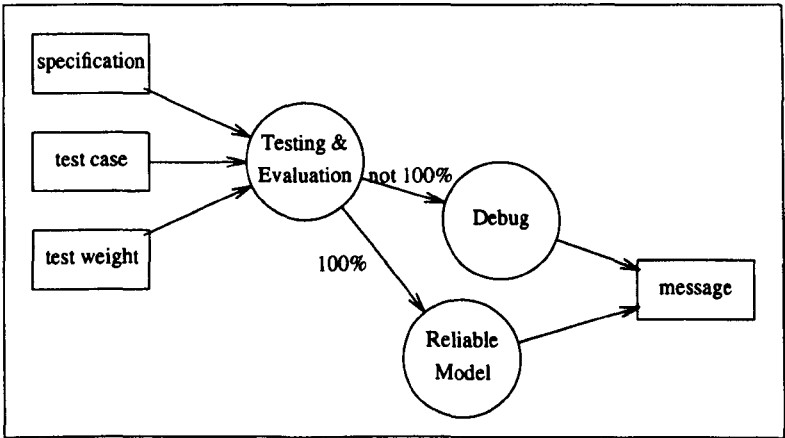 specification
test case
test weight
Testing &
Evaluation
not 100%
100%
Debug
Reliable
Model
message